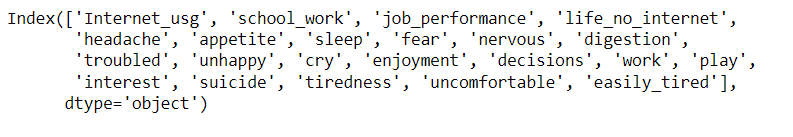 Index(['Internet_usg', 'school_work', 'job_performance', 'life_no_internet',
'headache', 'appetite', 'sleep', 'fear', 'nervous', 'digestion',
'troubled', 'unhappy', 'cry', 'enjoyment', 'decisions', 'work', 'play',
'interest', 'suicide', 'tiredness', 'uncomfortable', 'easily_tired'],
dtype='object')